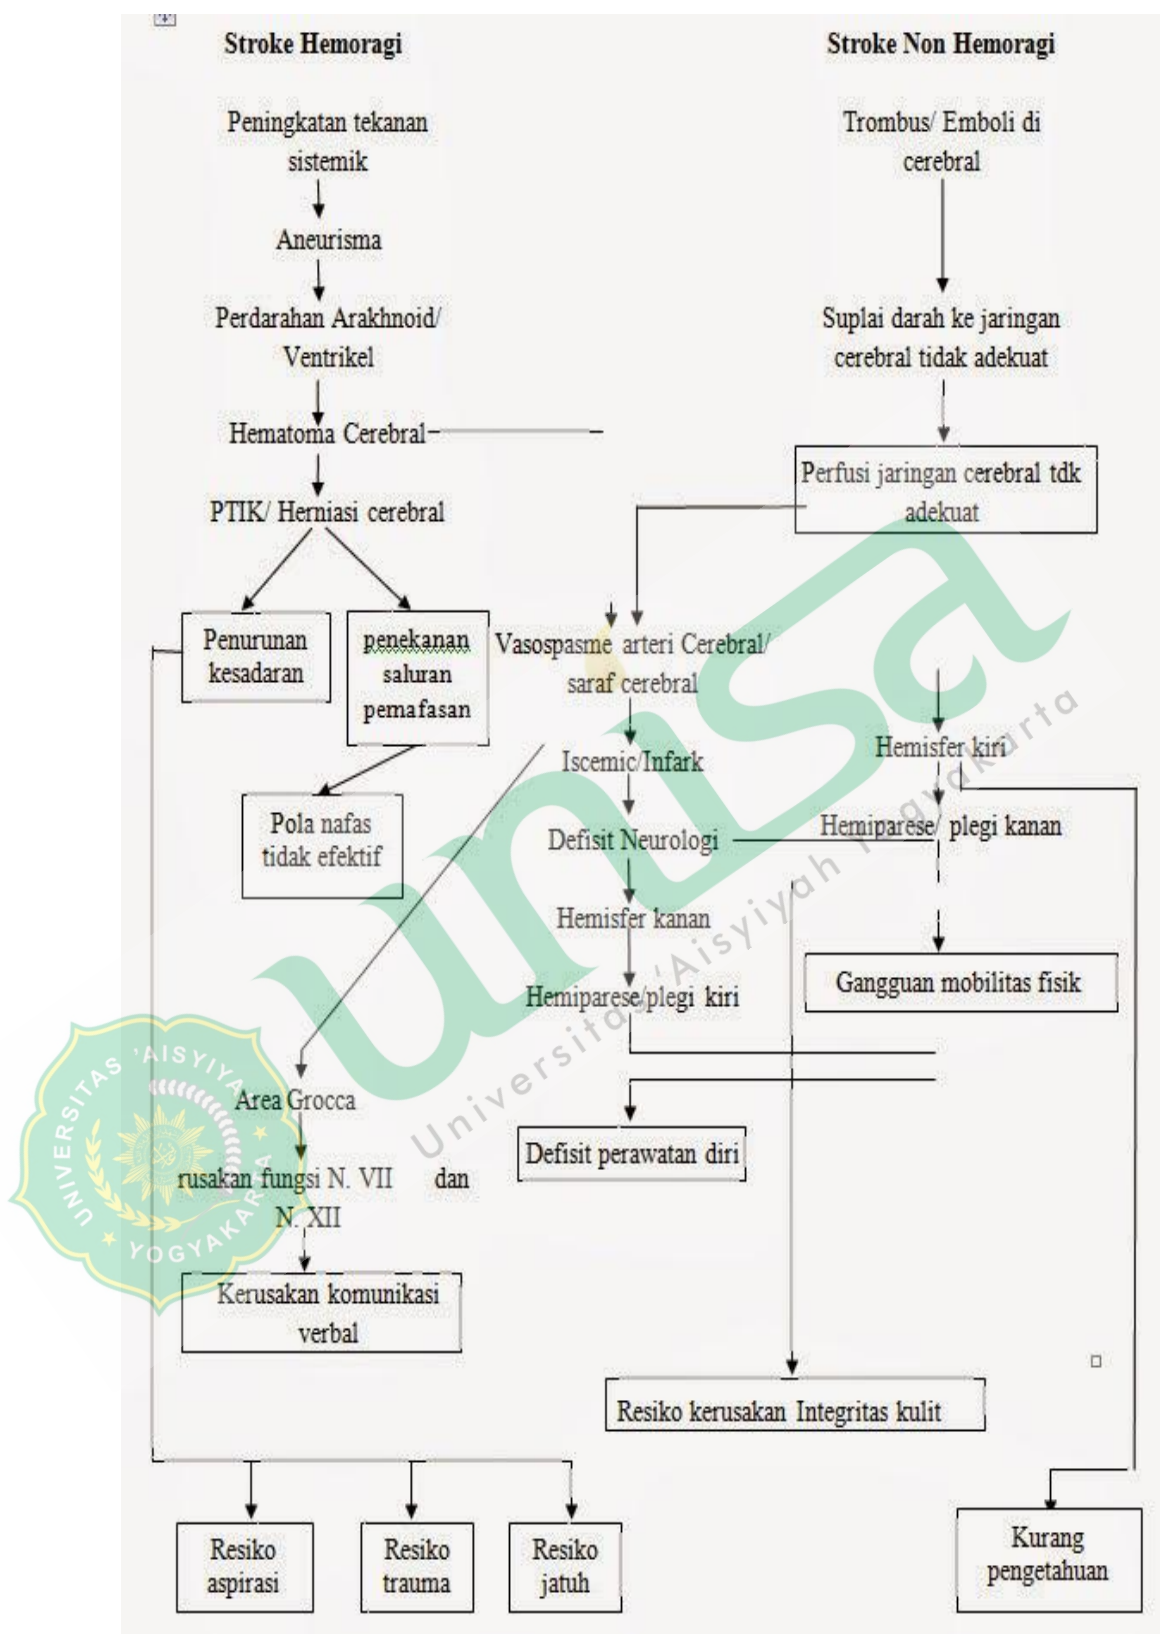 Stroke Hemoragi
Stroke Non Hemoragi
Peningkatan tekanan
sistemik
Trombus/ Emboli di
cerebral
Aneurisma
Perdarahan Arakhnoid/
Ventrikel
Suplai darah ke jaringan
cerebral tidak adekuat
Hematoma Cerebral
Perfusi jaringan cerebral tdk
adekuat
PTIK/ Herniasi cerebral
Penurunan
kesadaran
penekanan
saluran
pemafasan
Vasospasme arteri Cerebral/
saraf cerebral
Hemisfer kiri
Iscemic/Infark
Pola nafas
tidak efektif
Defisit Neurologi
Hemiparese/ plegi kanan
Hemisfer kanan
Gangguan mobilitas fisik
Hemiparese/plegi kiri
Area Grocca
Defisit perawatan diri
rusakan fungsi N. VII dan
N. XII
Kerusakan komunikasi
verbal
Resiko kerusakan Integritas kulit
Resiko
aspirasi
Resiko
trauma
Resiko
jatuh
Kurang
pengetahuan
unisa
Universitas 'Aisyiyah Yogyakarta
UNIVERSITAS 'AISYIYAH
YOGYAKARTA